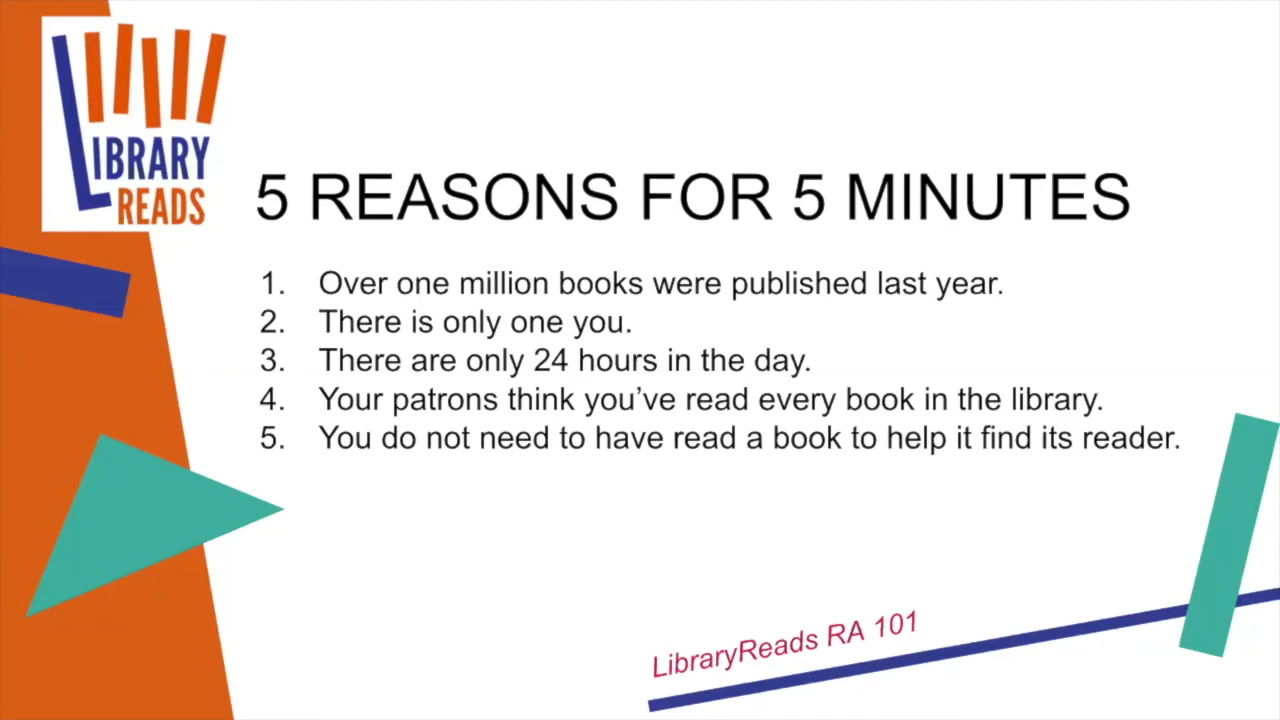 LIBRARY
READS
5 REASONS FOR 5 MINUTES
1. Over one million books were published last year.
2. There is only one you.
3. There are only 24 hours in the day.
4. Your patrons think you’ve read every book in the library.
5. You do not need to have read a book to help it find its reader.
LibraryReads RA 101